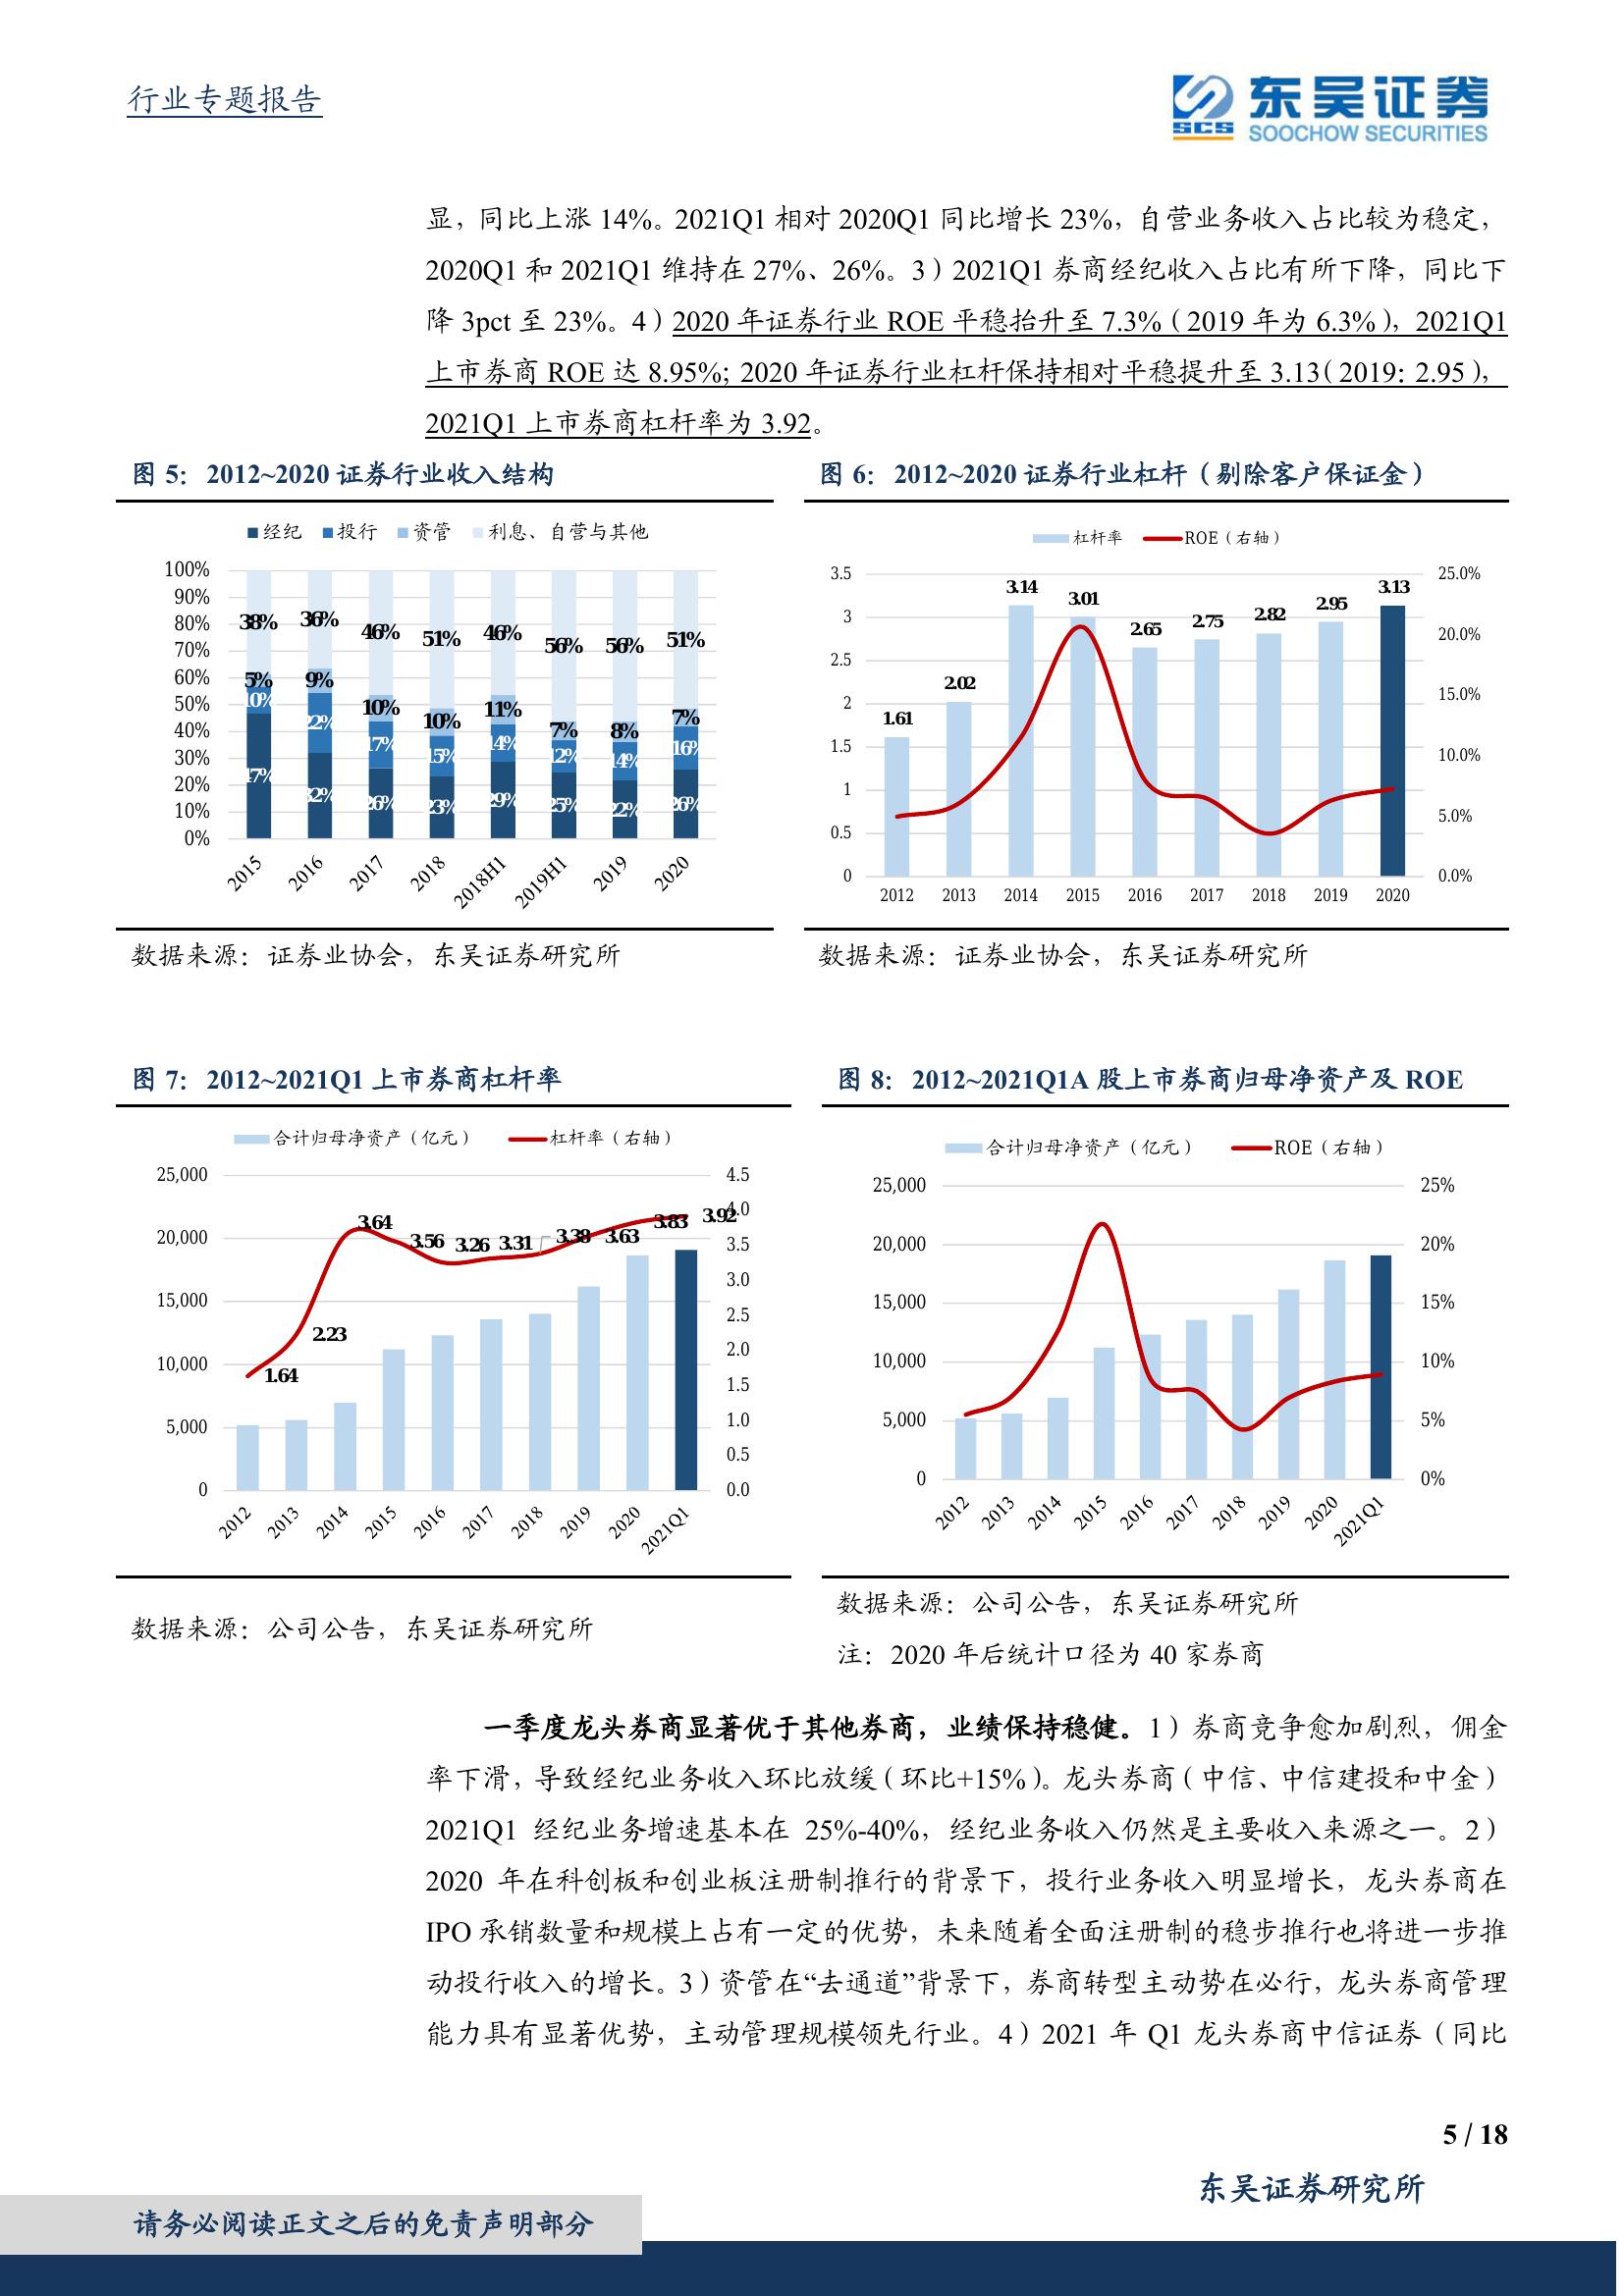 行业专题报告
东吴证券
SCS
SOOCHOW SECURITIES
显，同比上涨 14%。2021Q1 相对 2020Q1 同比增长 23%，自营业务收入占比较为稳定，
2020Q1 和 2021Q1 维持在 27%、26%。3）2021Q1 券商经纪收入占比有所下降，同比下
降 3pct 至 23%。4）2020 年证券行业 ROE 平稳抬升至 7.3%（2019 年为 6.3%），2021Q1
上市券商 ROE 达 8.95%; 2020 年证券行业杠杆保持相对平稳提升至 3.13（2019: 2.95），
2021Q1 上市券商杠杆率为 3.92。
图 5： 2012~2020 证券行业收入结构
经纪 投行 资管 利息、自营与其他
100%
90%
80%
70%
60%
50%
40%
30%
20%
10%
0%
38% 36% 46% 51% 46% 56% 56% 51%
5% 9% 10% 10% 11% 7% 8% 7%
10% 22% 17% 15% 14% 12% 14% 16%
47% 32% 26% 23% 29% 25% 22% 26%
2015 2016 2017 2018 2018H1 2019H1 2019 2020
数据来源：证券业协会，东吴证券研究所
图 6： 2012~2020 证券行业杠杆（剔除客户保证金）
杠杆率 ROE（右轴）
3.5
3
2.5
2
1.5
1
0.5
0
1.61 2.02 3.14 3.01 2.65 2.75 2.82 2.95 3.13
25.0%
20.0%
15.0%
10.0%
5.0%
0.0%
2012 2013 2014 2015 2016 2017 2018 2019 2020
数据来源：证券业协会，东吴证券研究所
图 7： 2012~2021Q1 上市券商杠杆率
合计归母净资产（亿元） 杠杆率（右轴）
25,000
20,000
15,000
10,000
5,000
0
1.64 2.23 3.64 3.56 3.26 3.31 3.38 3.63 3.83 3.92
4.5
4.0
3.5
3.0
2.5
2.0
1.5
1.0
0.5
0.0
2012 2013 2014 2015 2016 2017 2018 2019 2020 2021Q1
数据来源：公司公告，东吴证券研究所
图 8： 2012~2021Q1A 股上市券商归母净资产及 ROE
合计归母净资产（亿元） ROE（右轴）
25,000
20,000
15,000
10,000
5,000
0
25%
20%
15%
10%
5%
0%
2012 2013 2014 2015 2016 2017 2018 2019 2020 2021Q1
数据来源：公司公告，东吴证券研究所
注：2020 年后统计口径为 40 家券商
一季度龙头券商显著优于其他券商，业绩保持稳健。1）券商竞争愈加剧烈，佣金
率下滑，导致经纪业务收入环比放缓（环比+15%）。龙头券商（中信、中信建投和中金）
2021Q1 经纪业务增速基本在 25%-40%，经纪业务收入仍然是主要收入来源之一。2）
2020 年在科创板和创业板注册制推行的背景下，投行业务收入明显增长，龙头券商在
IPO 承销数量和规模上占有一定的优势，未来随着全面注册制的稳步推行也将进一步推
动投行收入的增长。3）资管在“去通道”背景下，券商转型主动势在必行，龙头券商管理
能力具有显著优势，主动管理规模领先行业。4）2021 年 Q1 龙头券商中信证券（同比
5 / 18
东吴证券研究所
请务必阅读正文之后的免责声明部分